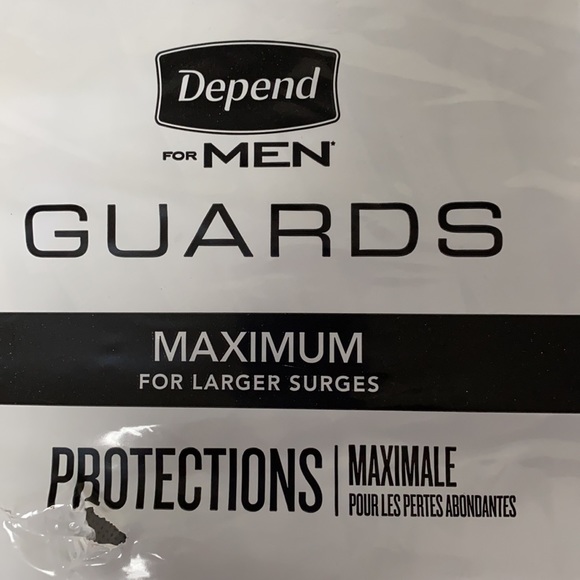 Depend
FOR MEN*
GUARDS
MAXIMUM
FOR LARGER SURGES
PROTECTIONS | MAXIMALE
POUR LES PERTES ABONDANTES